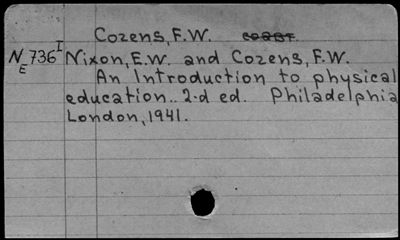 Cozens, F.W.
N 736 I Nixon, E.W. and Cozens, F.W.
E An Introduction to physical
education.. 2-d ed. Philadelphia
London, 1941.